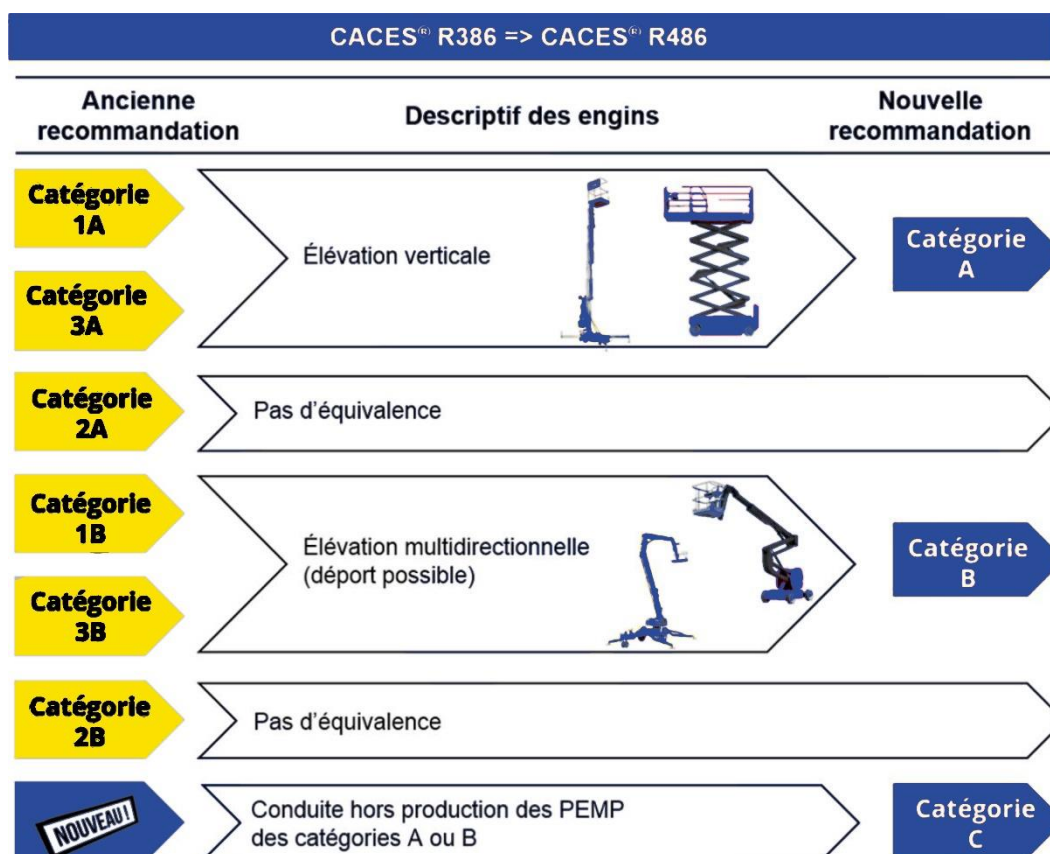 CACES® R386 => CACES® R486
Ancienne
recommandation
Descriptif des engins
Nouvelle
recommandation
Catégorie
1A
Catégorie
3A
Élévation verticale
Catégorie
A
Catégorie
2A
Pas d'équivalence
Catégorie
1B
Catégorie
3B
Élévation multidirectionnelle
(déport possible)
Catégorie
B
Catégorie
2B
Pas d'équivalence
NOUVEAU !
Conduite hors production des PEMP
des catégories A ou B
Catégorie
C